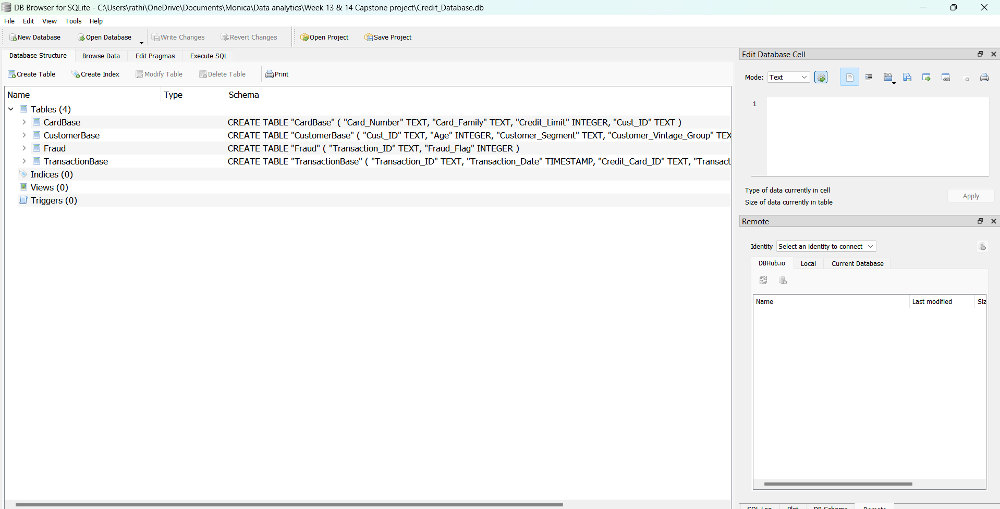 DB Browser for SQLite - C:\Users\rathi\OneDrive\Documents\Monica\Data analytics\Week 13 & 14 Capstone project\Credit_Database.db
File Edit View Tools Help
New Database Open Database Write Changes Revert Changes Open Project Save Project
Database Structure Browse Data Edit Pragmas Execute SQL
Create Table Create Index Modify Table Delete Table Print
Name Type Schema
Tables (4)
CardBase CREATE TABLE "CardBase" ( "Card_Number" TEXT, "Card_Family" TEXT, "Credit_Limit" INTEGER, "Cust_ID" TEXT )
CustomerBase CREATE TABLE "CustomerBase" ( "Cust_ID" TEXT, "Age" INTEGER, "Customer_Segment" TEXT, "Customer_Vintage_Group" TEX
Fraud CREATE TABLE "Fraud" ( "Transaction_ID" TEXT, "Fraud_Flag" INTEGER )
TransactionBase CREATE TABLE "TransactionBase" ( "Transaction_ID" TEXT, "Transaction_Date" TIMESTAMP, "Credit_Card_ID" TEXT, "Transact
Indices (0)
Views (0)
Triggers (0)
Edit Database Cell
Mode: Text
1
Type of data currently in cell
Size of data currently in table
Apply
Remote
Identity Select an identity to connect
DBHub.io Local Current Database
Name Last modified Siz
SQL Log Plot DB Schema Remote